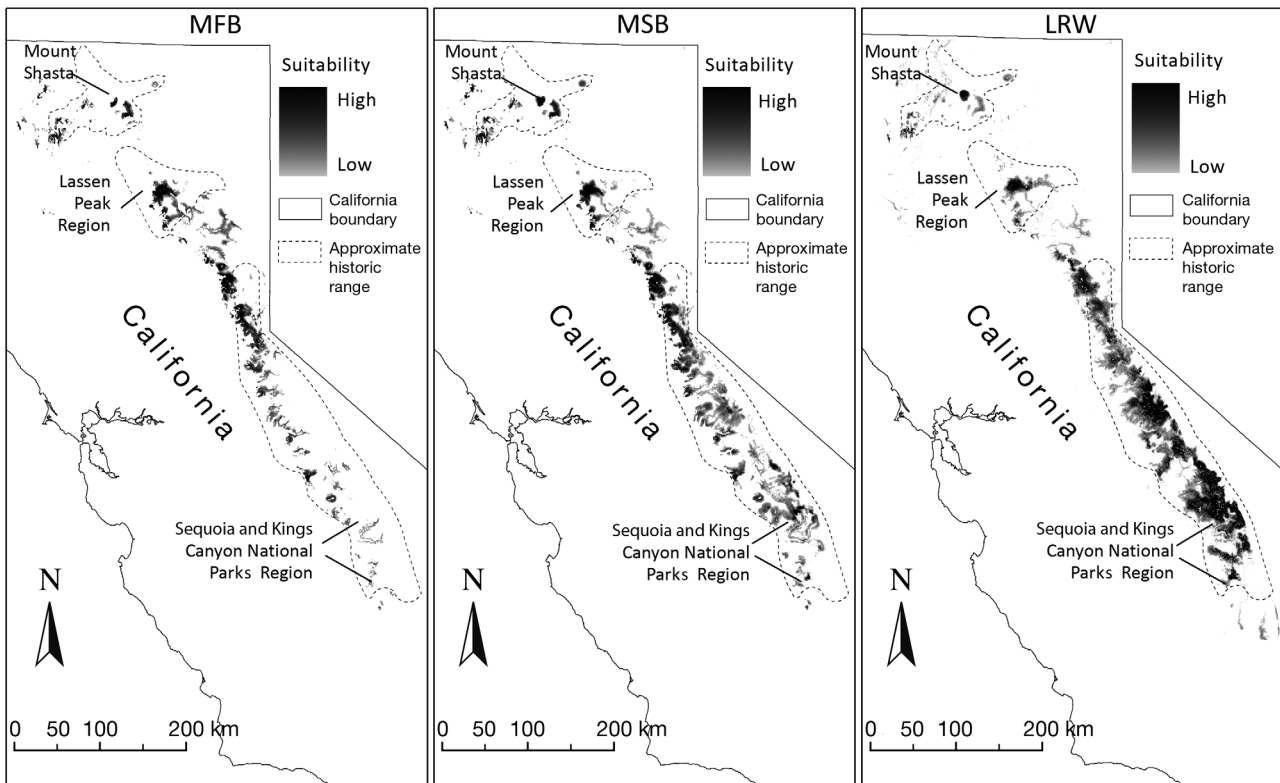 MFB
Mount
Shasta
Suitability
High
Low
Lassen
Peak
Region
California
boundary
Approximate
historic
range
California
Sequoia and Kings
Canyon National
Parks Region
N
0 50 100 200 km
MSB
Mount
Shasta
Suitability
High
Low
Lassen
Peak
Region
California
boundary
Approximate
historic
range
California
Sequoia and Kings
Canyon National
Parks Region
N
0 50 100 200 km
LRW
Mount
Shasta
Suitability
High
Low
Lassen
Peak
Region
California
boundary
Approximate
historic
range
California
Sequoia and Kings
Canyon National
Parks Region
N
0 50 100 200 km